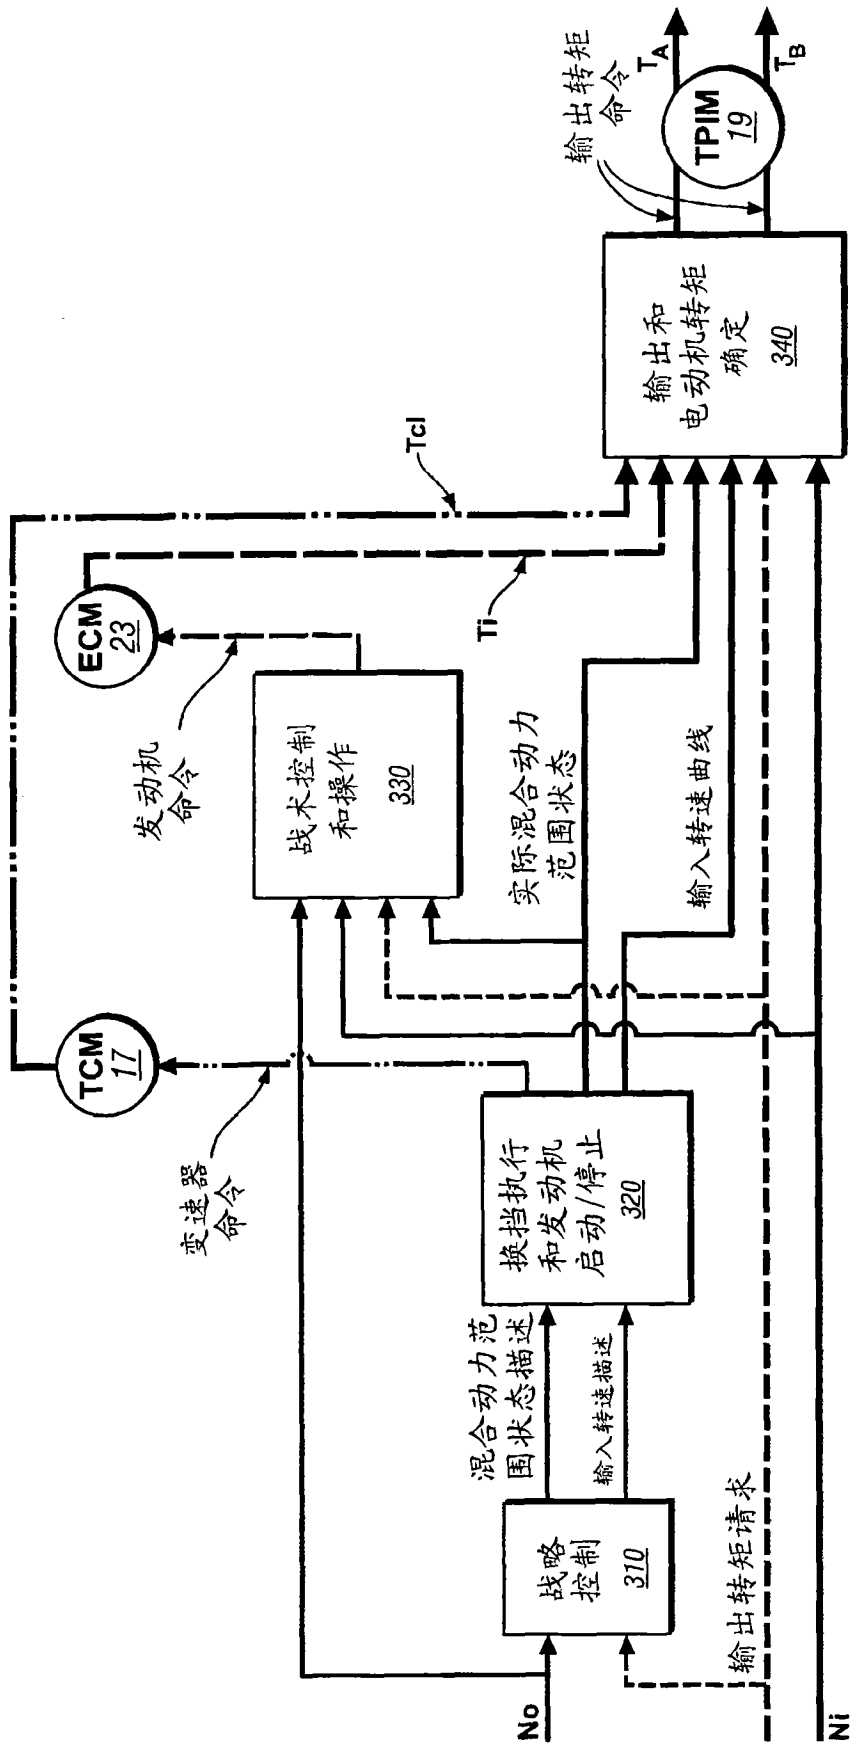 No
输出转矩请求
Ni
战略
控制
310
混合动力范
围状态描述
输入转速描述
换挡执行
和发动机
启动/停止
320
变速器
命令
TCM
17
发动机
命令
ECM
23
战术控制
和操作
330
实际混合动力
范围状态
输入转速曲线
Ti
Tcl
输出和
电动机转矩
确定
340
输出转矩
命令
TPIM
19
TA
TB